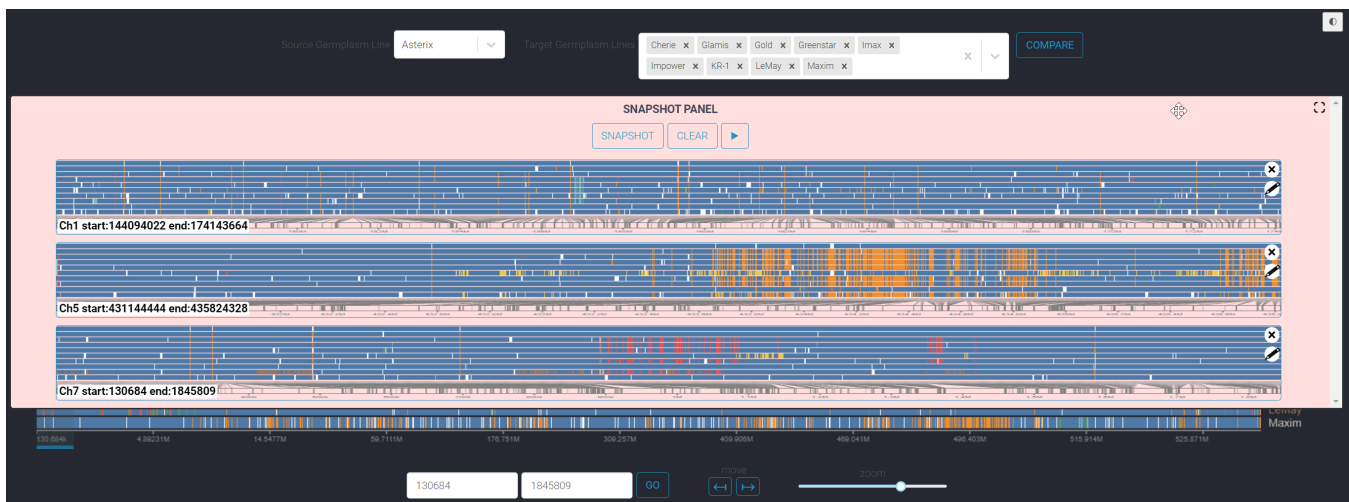 Source Germplasm Line Asterix Target Germplasm Lines Cherie x Glamis x Gold x Greenstar x Imax x COMPARE
Impower x KR-1 x LeMay x Maxim x
SNAPSHOT PANEL
SNAPSHOT CLEAR
Ch1 start:144094022 end:174143664
Ch5 start:431144444 end:435824328
Ch7 start:130684 end:1845809
LeMay
Maxim
130.684k 4.89231M 14.5477M 59.7111M 176.751M 309.257M 409.906M 469.041M 496.403M 515.914M 525.871M
move zoom
130684 1845809 GO